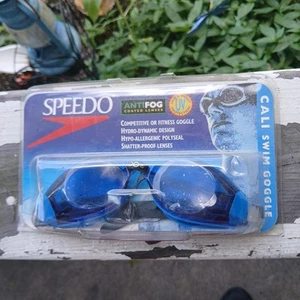 SPEEDO
ANTIFOG
COATED LENSES
COMPETITIVE OR FITNESS GOGGLE
HYDRO-DYNAMIC DESIGN
HYPO-ALLERGENIC POLYSEAL
SHATTER-PROOF LENSES
CALI SWIM GOGGLE